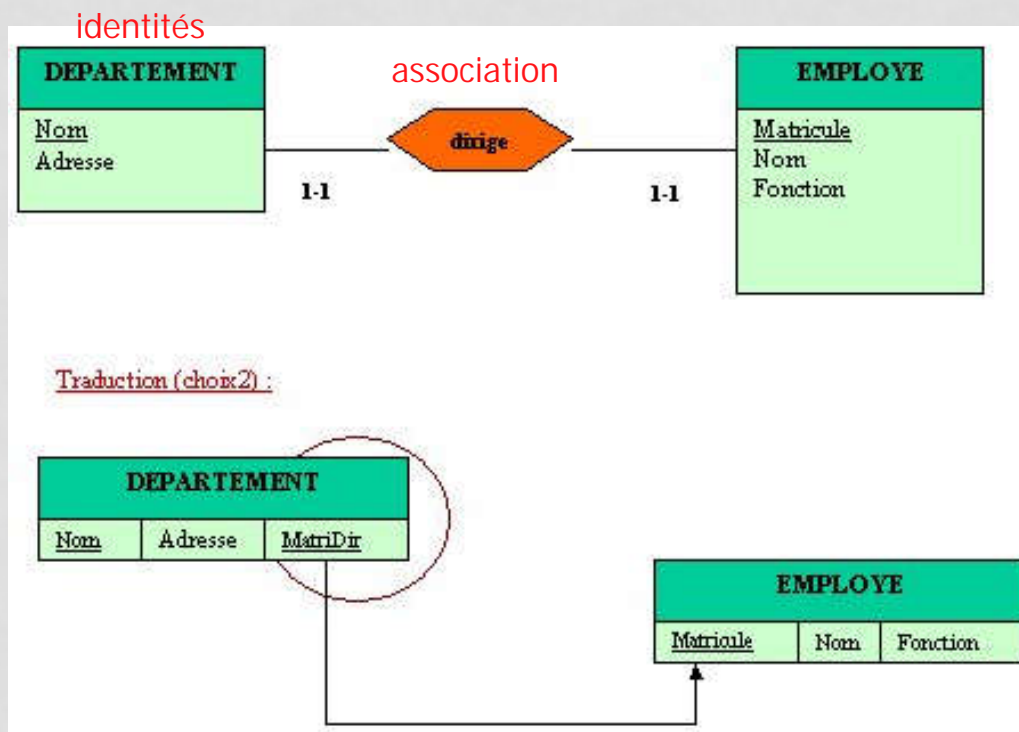 identités
association
DEPARTEMENT
Nom
Adresse
dirige
EMPLOYE
Matricule
Nom
Fonction
1-1
1-1
Traduction (choix2) :
DEPARTEMENT
Nom Adresse MatriDir
EMPLOYE
Matricule Nom Fonction